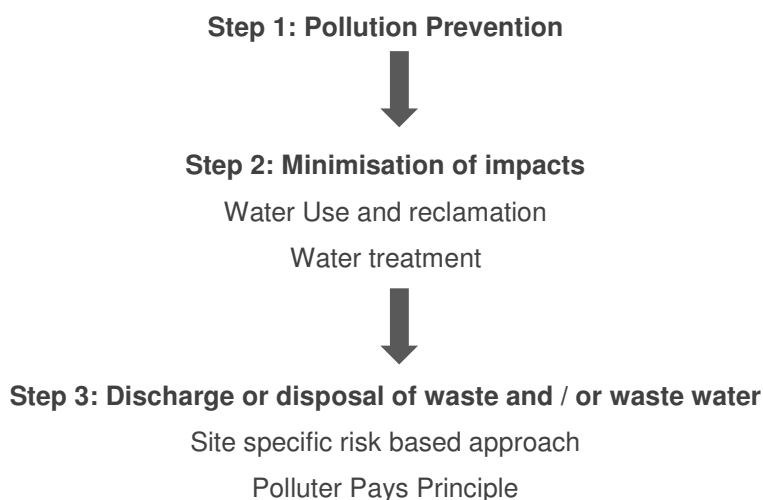 Step 1: Pollution Prevention
Step 2: Minimisation of impacts
Water Use and reclamation
Water treatment
Step 3: Discharge or disposal of waste and / or waste water
Site specific risk based approach
Polluter Pays Principle